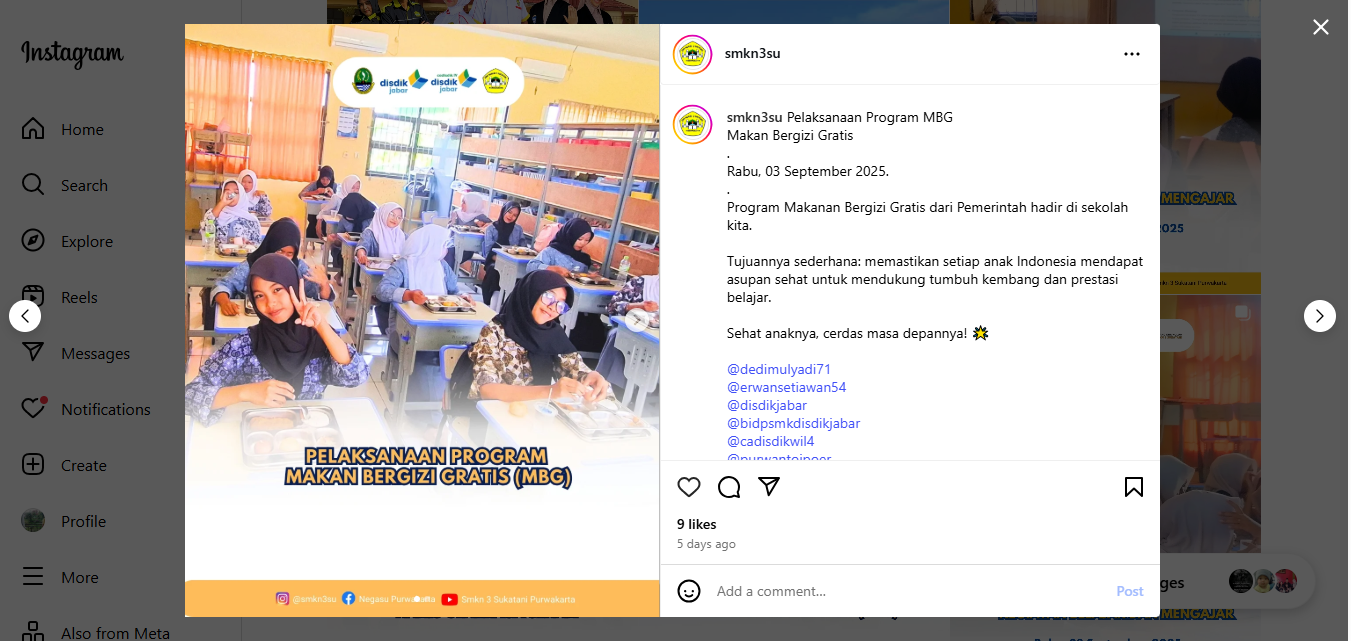 Instagram
Home
Search
Explore
Reels
Messages
Notifications
Create
Profile
More
Also from Meta
disdik
jabar
disdik
jabar
PELAKSANAAN PROGRAM
MAKAN BERGIZI GRATIS (MBG)
@smkn3su Negasu Purwakarta Smkn 3 Sukatani Purwakarta
smkn3su
smkn3su Pelaksanaan Program MBG
Makan Bergizi Gratis
.
Rabu, 03 September 2025.
.
Program Makanan Bergizi Gratis dari Pemerintah hadir di sekolah
kita.
Tujuannya sederhana: memastikan setiap anak Indonesia mendapat
asupan sehat untuk mendukung tumbuh kembang dan prestasi
belajar.
Sehat anaknya, cerdas masa depannya! 🌟
@dedimulyadi71
@erwansetiawan54
@disdikjabar
@bidpsmkdisdikjabar
@cadisdikwil4
9 likes
5 days ago
Add a comment...
Post
MENGAJAR
2025
MENGAJAR